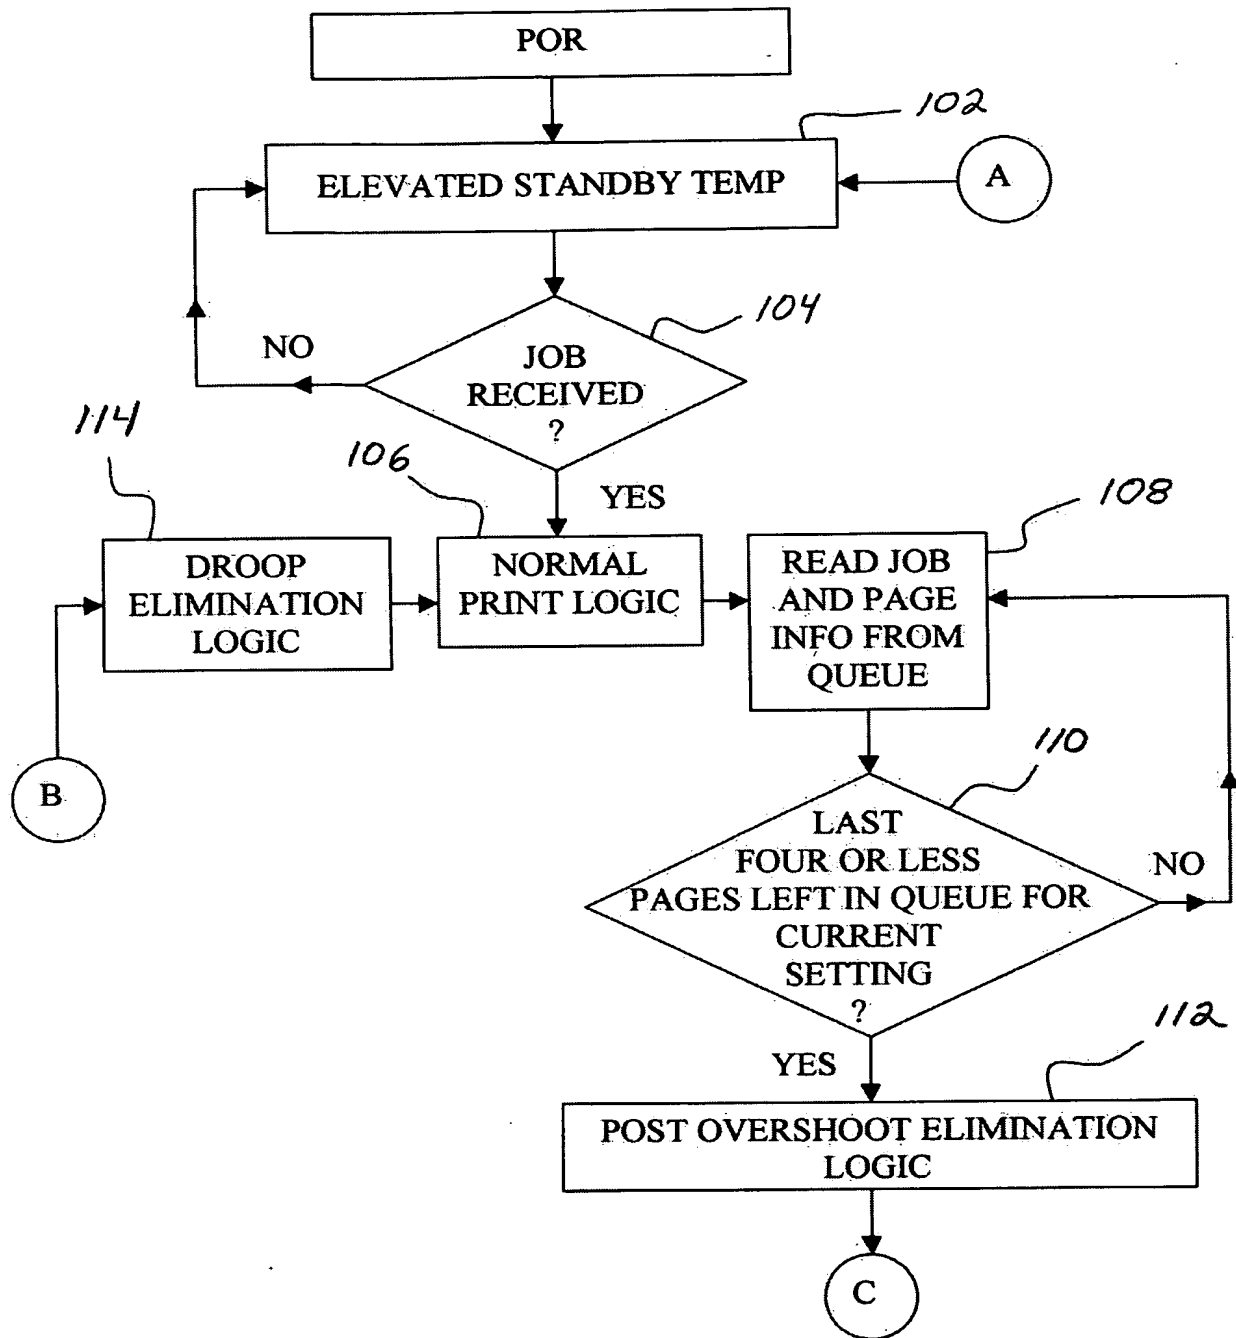 POR
102
ELEVATED STANDBY TEMP
A
104
NO
JOB
RECEIVED
?
114
106
YES
108
DROOP
ELIMINATION
LOGIC
NORMAL
PRINT LOGIC
READ JOB
AND PAGE
INFO FROM
QUEUE
110
B
LAST
FOUR OR LESS
PAGES LEFT IN QUEUE FOR
CURRENT
SETTING
?
NO
112
YES
POST OVERSHOOT ELIMINATION
LOGIC
C